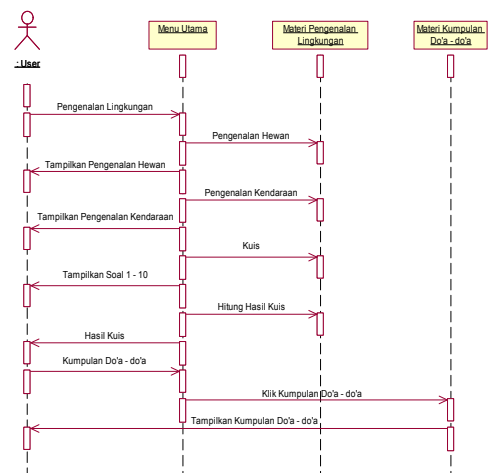 : User
Menu Utama
Materi Pengenalan
Lingkungan
Materi Kumpulan
Do'a - do'a
Pengenalan Lingkungan
Pengenalan Hewan
Tampilkan Pengenalan Hewan
Pengenalan Kendaraan
Tampilkan Pengenalan Kendaraan
Kuis
Tampilkan Soal 1 - 10
Hitung Hasil Kuis
Hasil Kuis
Kumpulan Do'a - do'a
Klik Kumpulan Do'a - do'a
Tampilkan Kumpulan Do'a - do'a